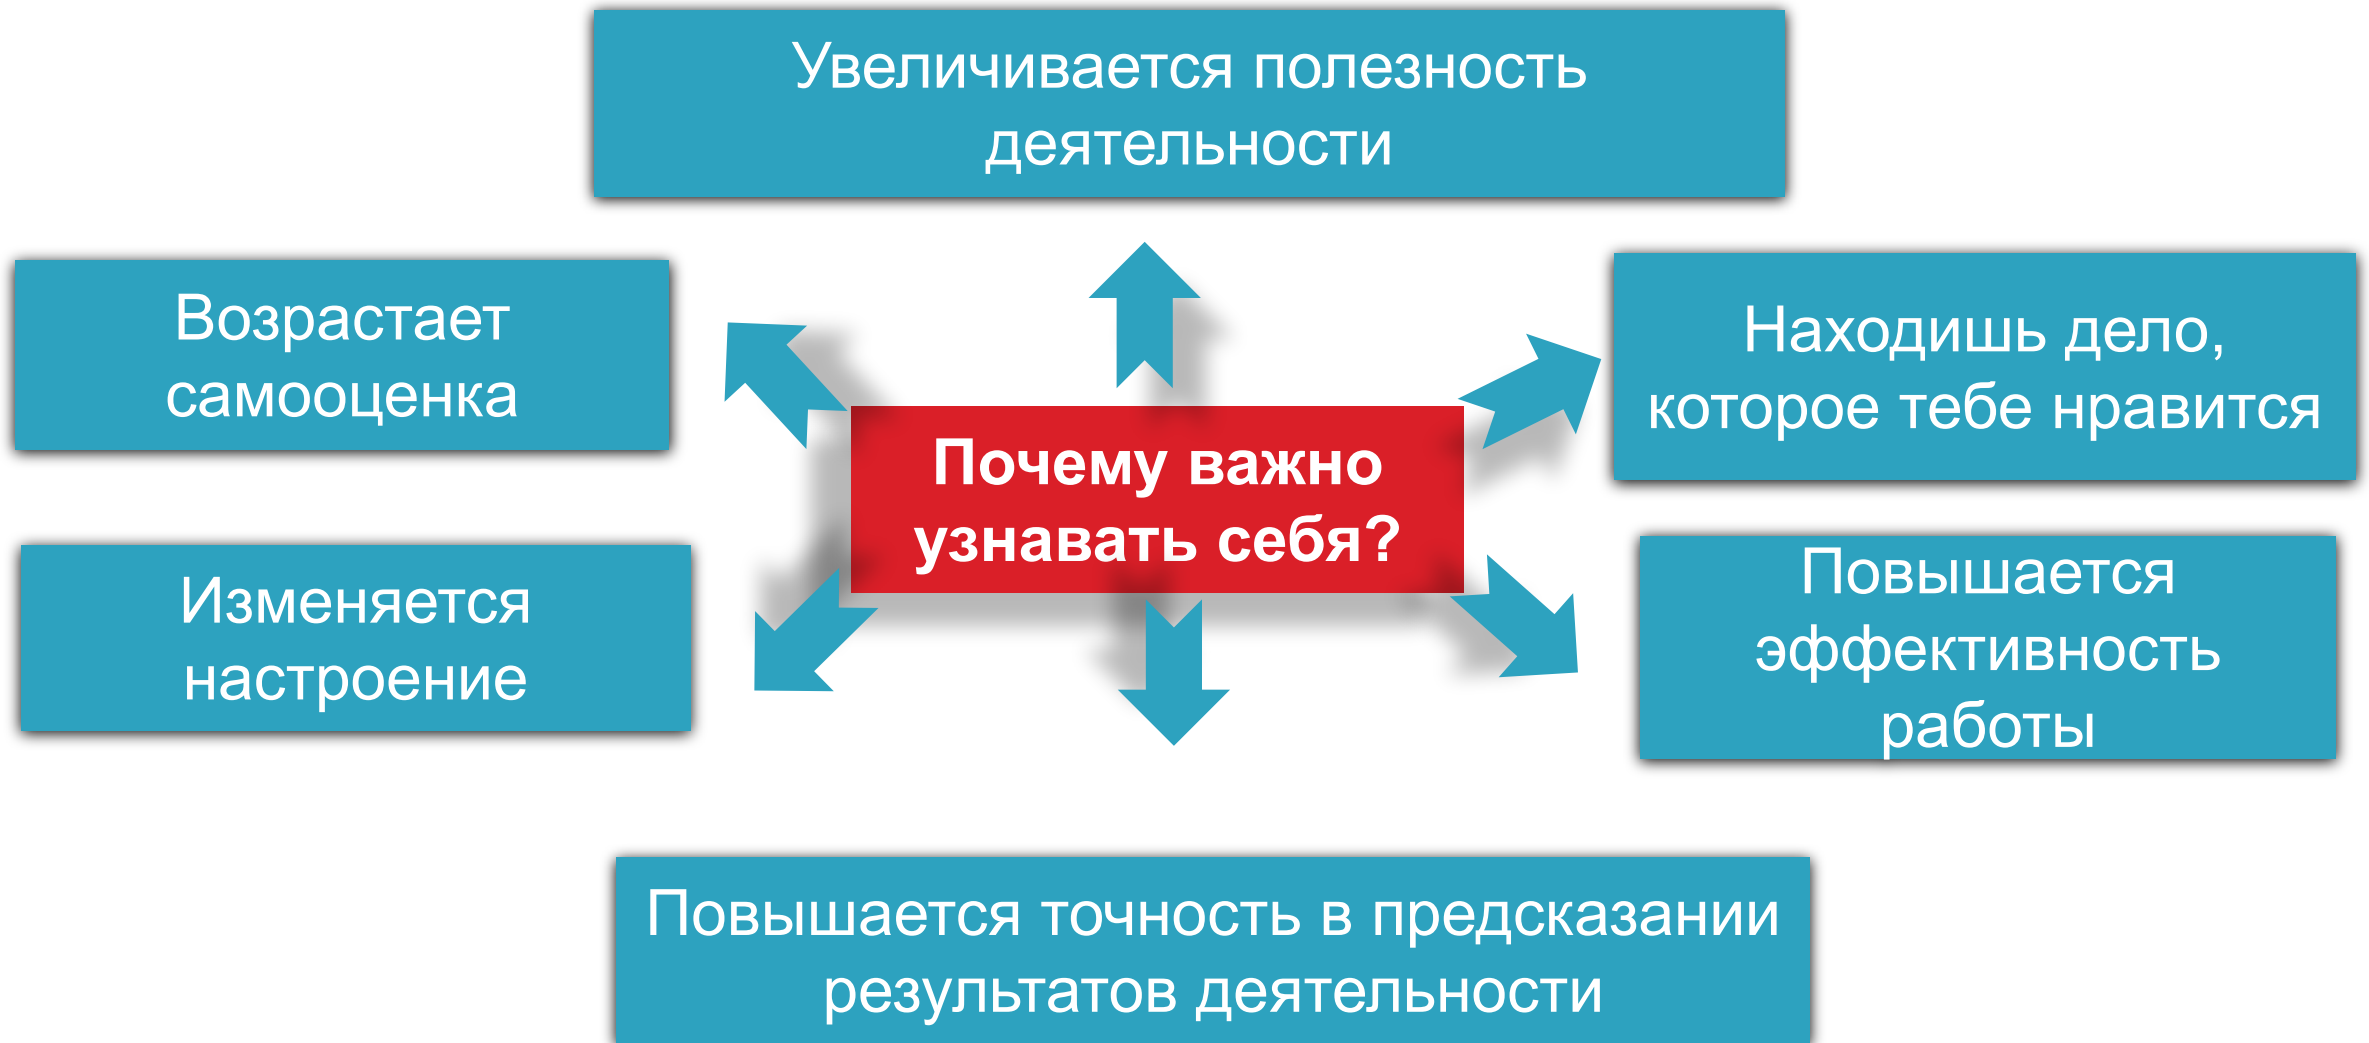 Увеличивается полезность
деятельности
Возрастает
самооценка
Находишь дело,
которое тебе нравится
Почему важно
узнавать себя?
Изменяется
настроение
Повышается
эффективность
работы
Повышается точность в предсказании
результатов деятельности